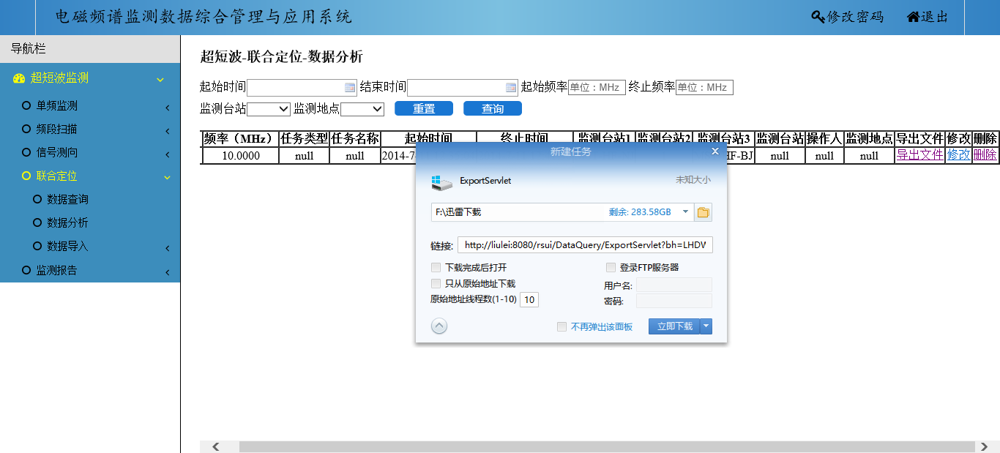 电磁频谱监测数据综合管理与应用系统
修改密码 退出
导航栏
超短波监测
单频监测
频段扫描
信号测向
联合定位
数据查询
数据分析
数据导入
监测报告
超短波-联合定位-数据分析
起始时间 结束时间 起始频率 单位：MHz 终止频率 单位：MHz
监测台站 监测地点 重置 查询
频率（MHz） 任务类型 任务名称 起始时间 终止时间 监测台站1 监测台站2 监测台站3 监测台站 操作人 监测地点 导出文件 修改 删除
10.0000 null null 2014-7- HF-BJ null null null 导出文件 修改 删除
新建任务
ExportServlet 未知大小
F:\迅雷下载 剩余: 283.58GB
链接: http://liulei:8080/rsui/DataQuery/ExportServlet?bh=LHDV
下载完成后打开 登录FTP服务器
只从原始地址下载 用户名:
原始地址线程数(1-10) 10 密码:
不再弹出该面板 立即下载